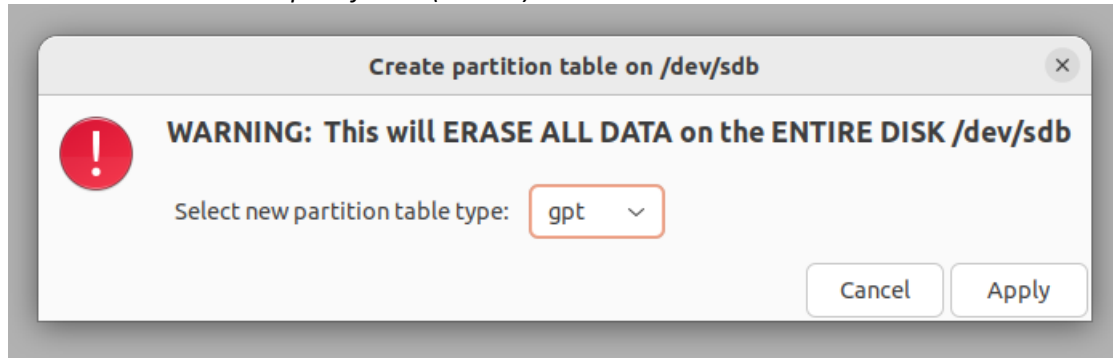 Create partition table on /dev/sdb
WARNING: This will ERASE ALL DATA on the ENTIRE DISK /dev/sdb
Select new partition table type: gpt
Cancel Apply